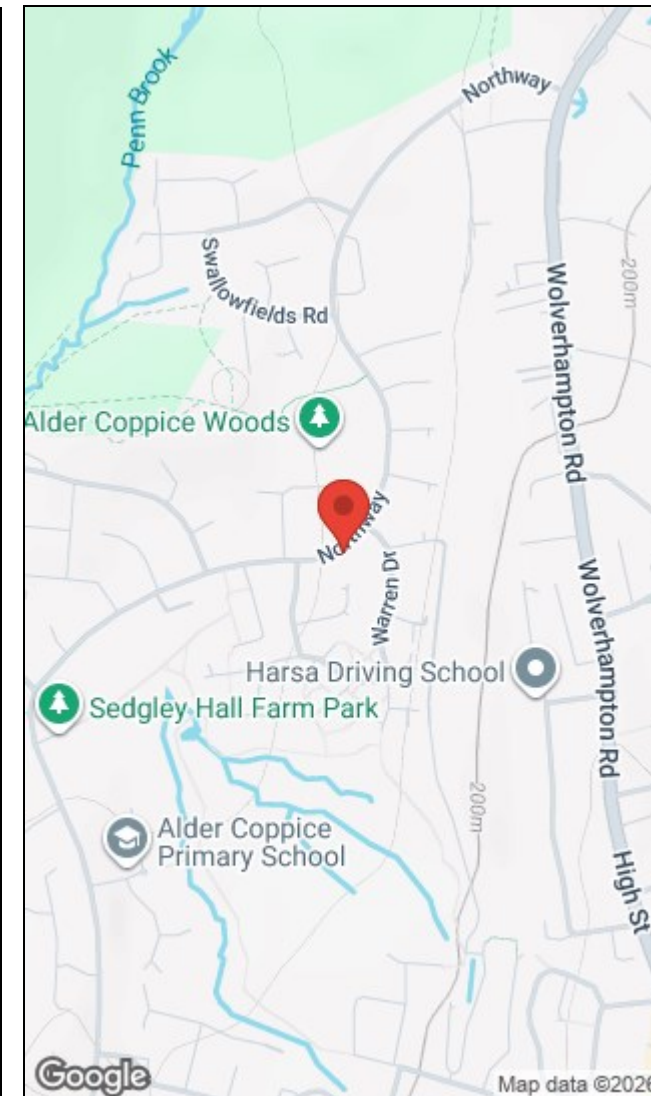 Penn Brook
Northway
Swallowfields Rd
Wolverhampton Rd
200m
Alder Coppice Woods
Northway
Warren Dr
Wolverhampton Rd
Harsa Driving School
Sedgley Hall Farm Park
200m
Alder Coppice
Primary School
High St
Google
Map data ©2026